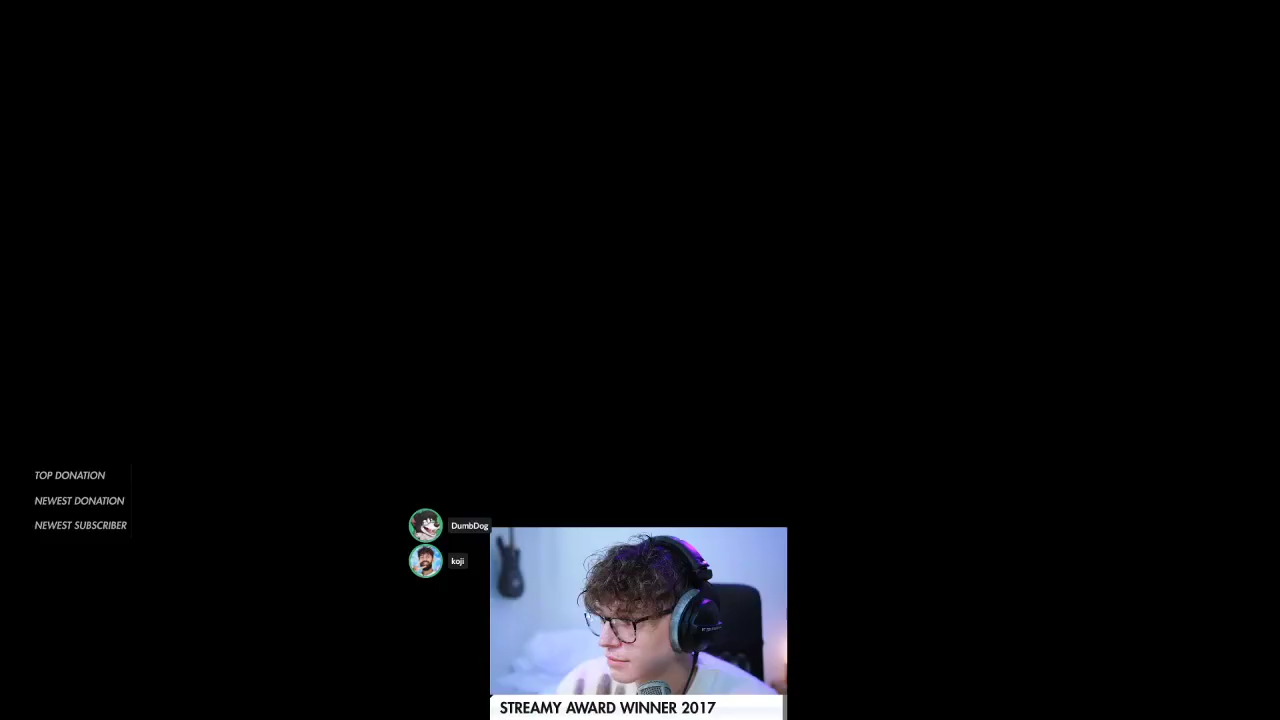 TOP DONATION
NEWEST DONATION
NEWEST SUBSCRIBER
DumbDog
koji
STREAMY AWARD WINNER 2017